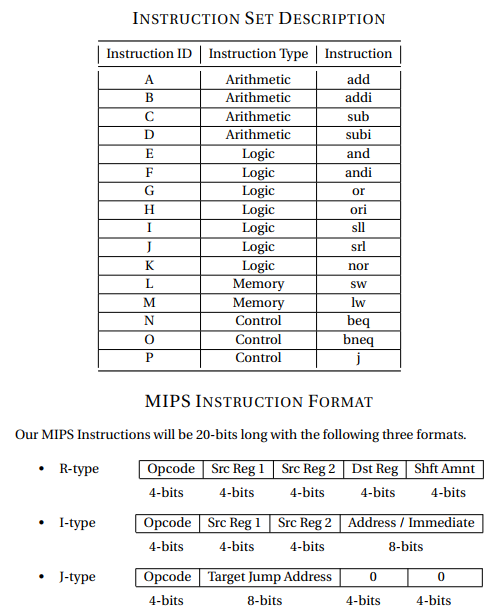 INSTRUCTION SET DESCRIPTION
Instruction ID Instruction Type Instruction
A Arithmetic add
B Arithmetic addi
C Arithmetic sub
D Arithmetic subi
E Logic and
F Logic andi
G Logic or
H Logic ori
I Logic sll
J Logic srl
K Logic nor
L Memory sw
M Memory lw
N Control beq
O Control bneq
P Control j
MIPS INSTRUCTION FORMAT
Our MIPS Instructions will be 20-bits long with the following three formats.
• R-type Opcode Src Reg 1 Src Reg 2 Dst Reg Shft Amnt
4-bits 4-bits 4-bits 4-bits 4-bits
• I-type Opcode Src Reg 1 Src Reg 2 Address / Immediate
4-bits 4-bits 4-bits 8-bits
• J-type Opcode Target Jump Address 0 0
4-bits 8-bits 4-bits 4-bits